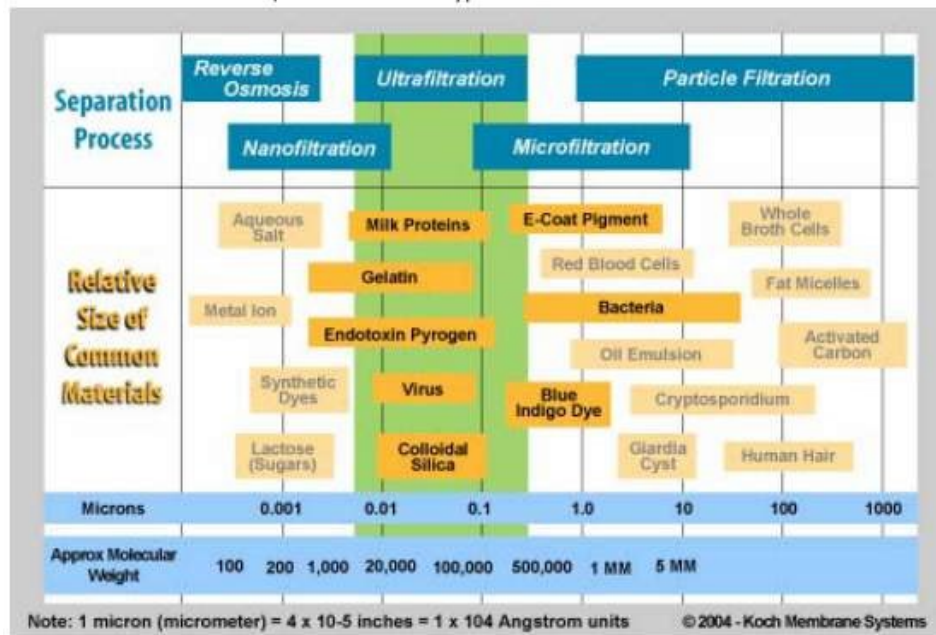 Separation
Process
Reverse
Osmosis
Ultrafiltration
Particle Filtration
Nanofiltration
Microfiltration
Relative
Size of
Common
Materials
Aqueous
Salt
Milk Proteins
E-Coat Pigment
Whole
Broth Cells
Gelatin
Red Blood Cells
Fat Micelles
Metal Ion
Bacteria
Endotoxin Pyrogen
Oil Emulsion
Activated
Carbon
Synthetic
Dyes
Virus
Blue
Indigo Dye
Cryptosporidium
Lactose
(Sugars)
Colloidal
Silica
Giardia
Cyst
Human Hair
Microns 0.001 0.01 0.1 1.0 10 100 1000
Approx Molecular
Weight
100 200 1,000 20,000 100,000 500,000 1 MM 5 MM
Note: 1 micron (micrometer) = 4 x 10-5 inches = 1 x 104 Angstrom units © 2004 - Koch Membrane Systems